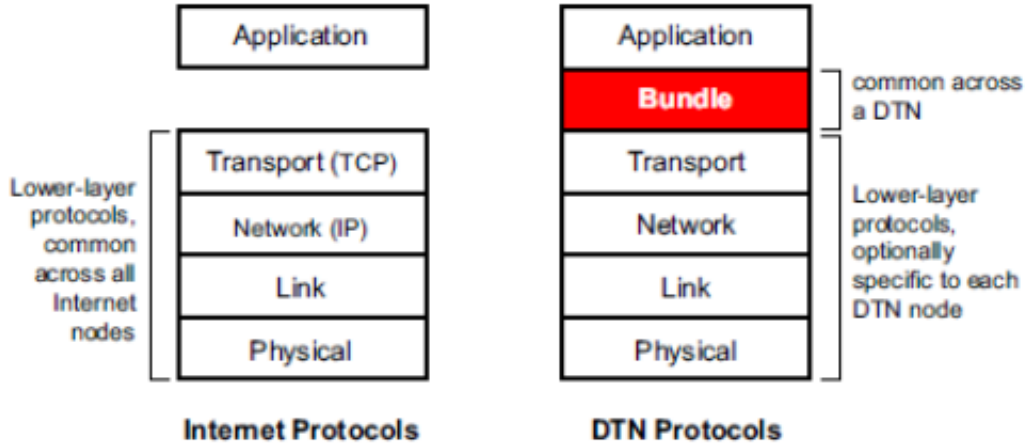 Application
Transport (TCP)
Network (IP)
Link
Physical
Lower-layer
protocols,
common
across all
Internet
nodes
Internet Protocols
Application
Bundle
Transport
Network
Link
Physical
common across
a DTN
Lower-layer
protocols,
optionally
specific to each
DTN node
DTN Protocols